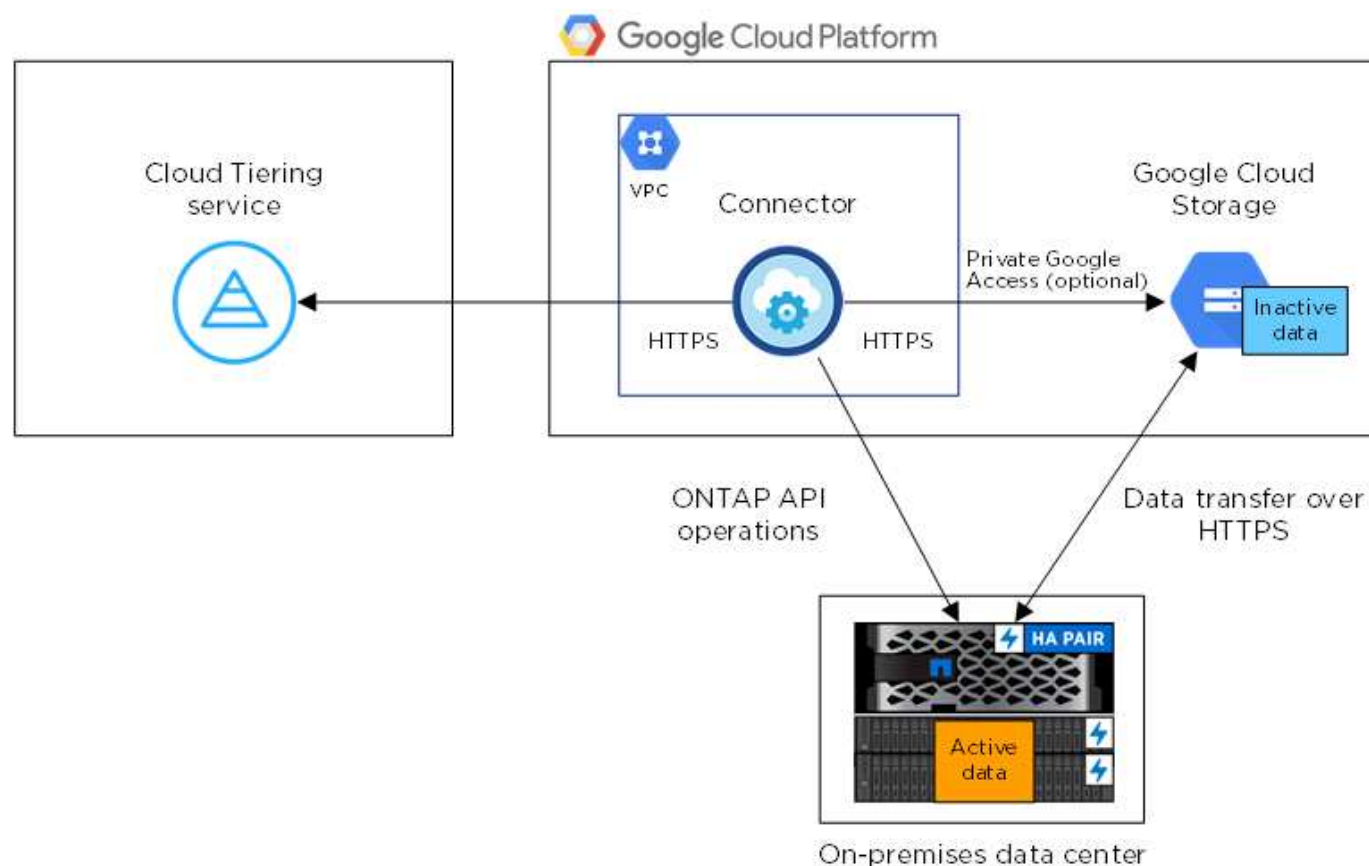 Google Cloud Platform
Cloud Tiering
service
VPC
Connector
Google Cloud
Storage
Private Google
Access (optional)
HTTPS
HTTPS
Inactive
data
ONTAP API
operations
Data transfer over
HTTPS
HA PAIR
Active
data
On-premises data center